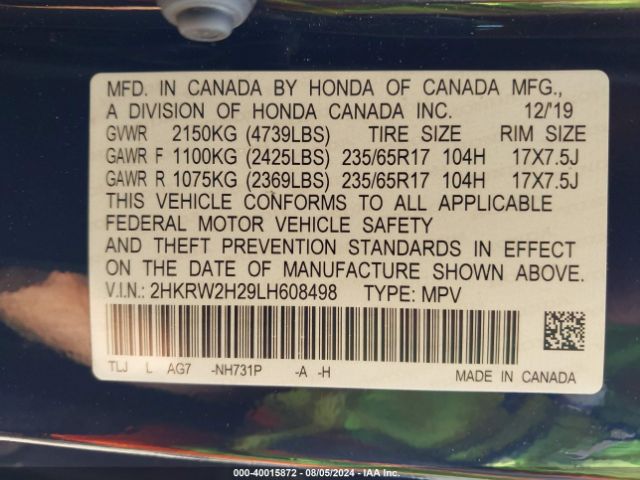 MFD. IN CANADA BY HONDA OF CANADA MFG.,
A DIVISION OF HONDA CANADA INC. 12/'19
GVWR 2150KG (4739LBS) TIRE SIZE RIM SIZE
GAWR F 1100KG (2425LBS) 235/65R17 104H 17X7.5J
GAWR R 1075KG (2369LBS) 235/65R17 104H 17X7.5J
THIS VEHICLE CONFORMS TO ALL APPLICABLE
FEDERAL MOTOR VEHICLE SAFETY
AND THEFT PREVENTION STANDARDS IN EFFECT
ON THE DATE OF MANUFACTURE SHOWN ABOVE.
V.I.N.: 2HKRW2H29LH608498 TYPE: MPV
TLJ L AG7 -NH731P -A -H MADE IN CANADA
000-40015872 - 08/05/2024 - IAA Inc.